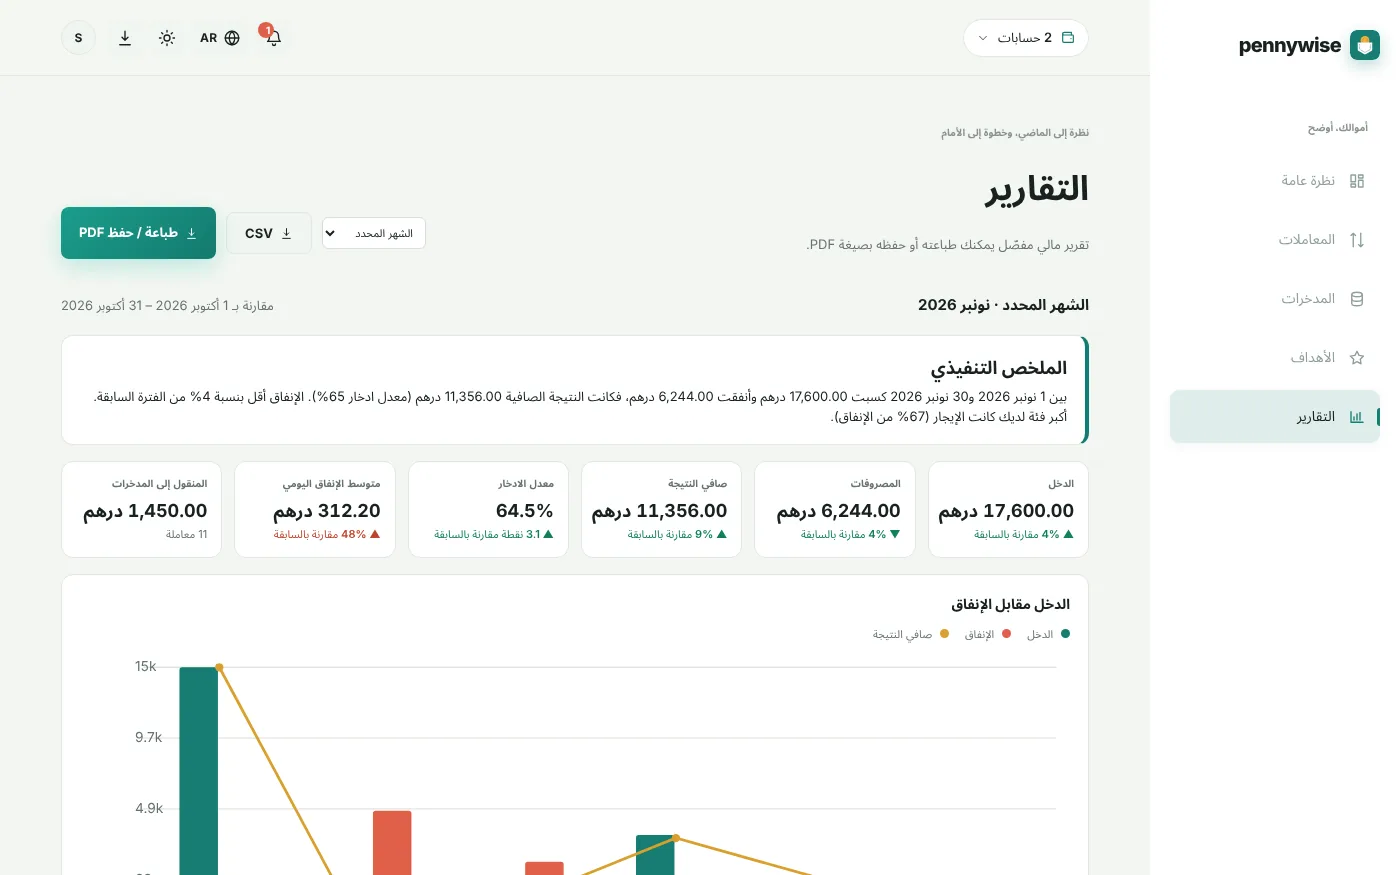 pennywise
أموالك، أوضح
نظرة عامة
المعاملات
المدخرات
الأهداف
التقارير
2 حسابات
1
AR
S
نظرة إلى الماضي، وخطوة إلى الأمام
التقارير
تقرير مالي مفصّل يمكنك طباعته أو حفظه بصيغة PDF.
الشهر المحدد
CSV
طباعة / حفظ PDF
الشهر المحدد · نونبر 2026
مقارنة بـ 1 أكتوبر 2026 – 31 أكتوبر 2026
الملخص التنفيذي
بين 1 نونبر 2026 و30 نونبر 2026 كسبت 17,600.00 درهم وأنفقت 6,244.00 درهم، فكانت النتيجة الصافية 11,356.00 درهم (معدل ادخار 65%). الإنفاق أقل بنسبة 4% من الفترة السابقة.
أكبر فئة لديك كانت الإيجار (67% من الإنفاق).
الدخل
17,600.00 درهم
▲ 4% مقارنة بالسابقة
المصروفات
6,244.00 درهم
▼ 4% مقارنة بالسابقة
صافي النتيجة
11,356.00 درهم
▲ 9% مقارنة بالسابقة
معدل الادخار
64.5%
▲ 3.1 نقطة مقارنة بالسابقة
متوسط الإنفاق اليومي
312.20 درهم
▲ 48% مقارنة بالسابقة
المنقول إلى المدخرات
1,450.00 درهم
11 معاملة
الدخل مقابل الإنفاق
الدخل
الإنفاق
صافي النتيجة
15k
9.7k
4.9k